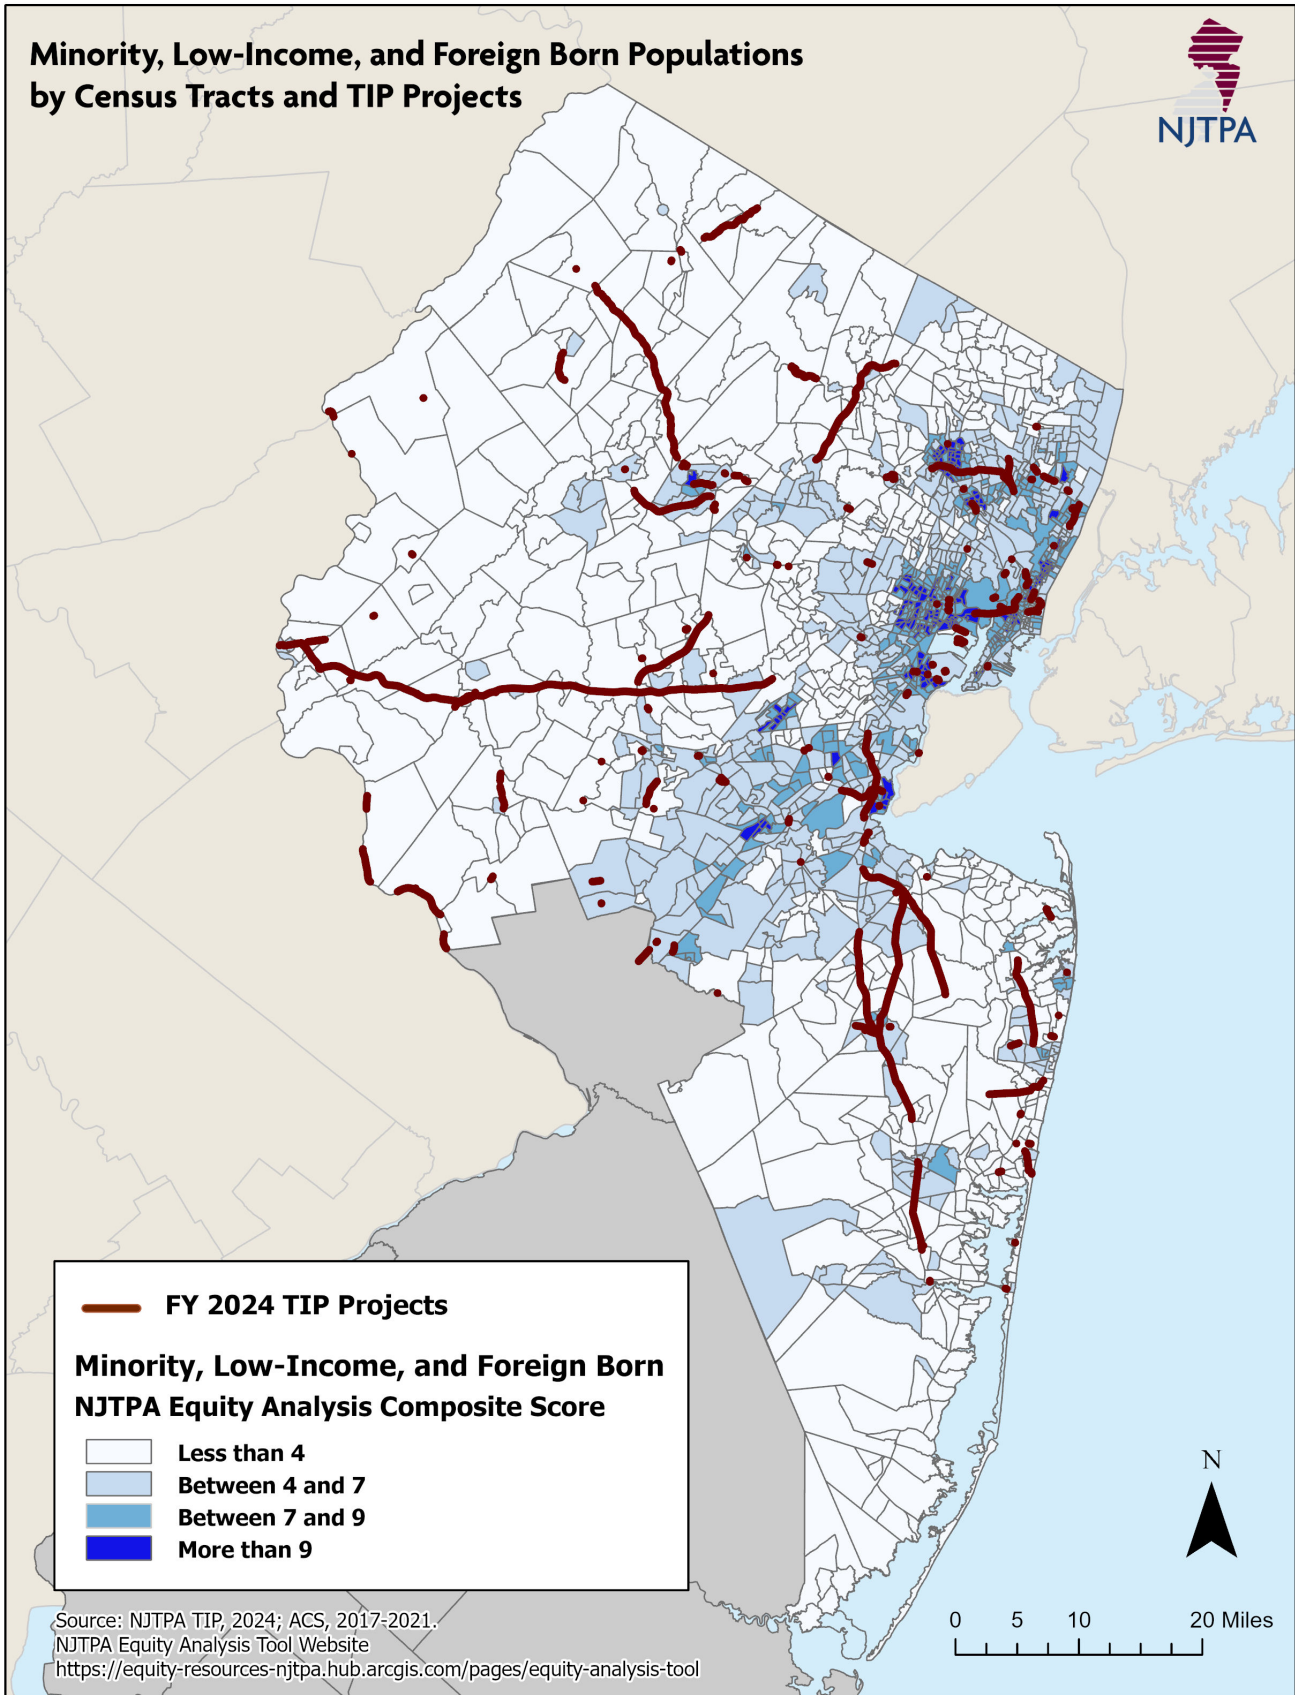 Minority, Low-Income, and Foreign Born Populations
by Census Tracts and TIP Projects
NJTPA
FY 2024 TIP Projects
Minority, Low-Income, and Foreign Born
NJTPA Equity Analysis Composite Score
Less than 4
Between 4 and 7
Between 7 and 9
More than 9
N
Source: NJTPA TIP, 2024; ACS, 2017-2021.
NJTPA Equity Analysis Tool Website
https://equity-resources-njtpa.hub.arcgis.com/pages/equity-analysis-tool
0 5 10 20 Miles